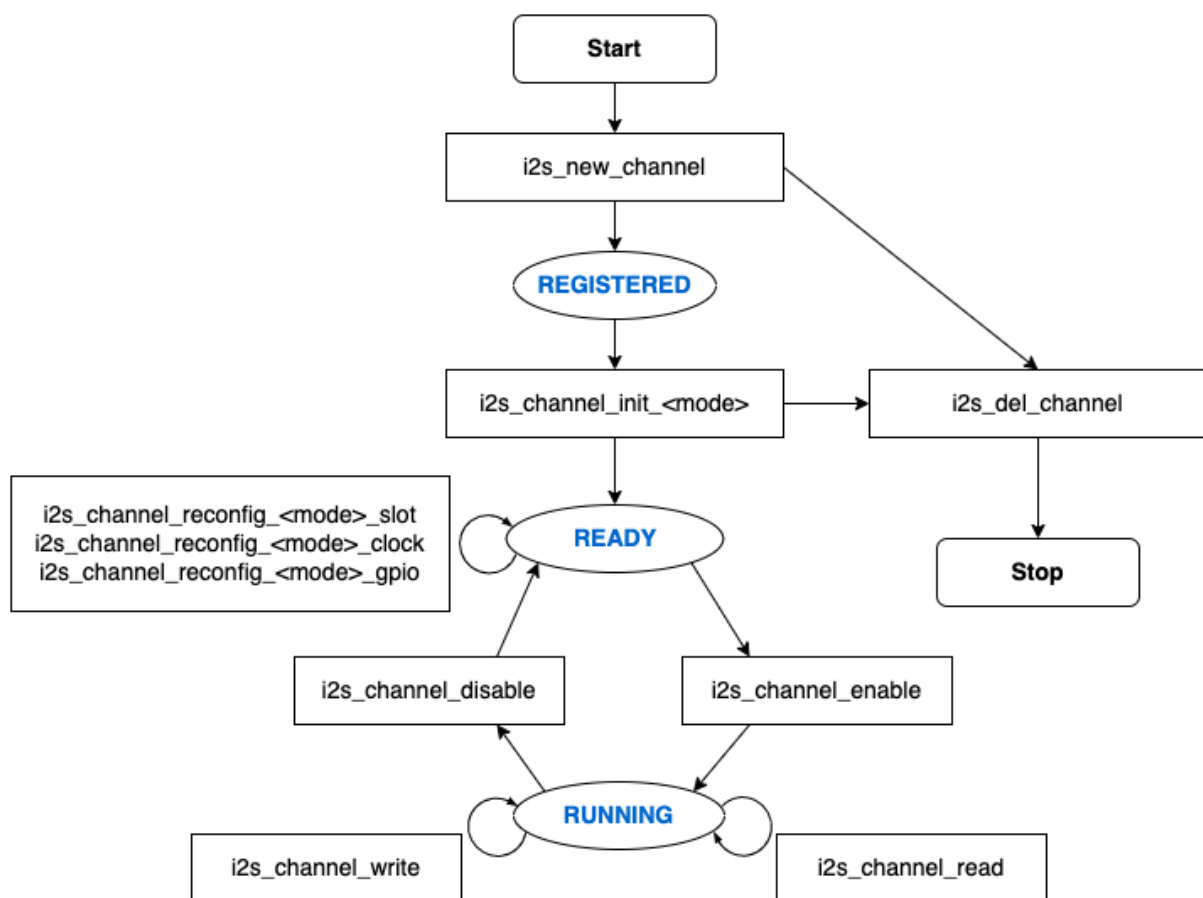 Start
i2s_new_channel
REGISTERED
i2s_channel_init_<mode>
i2s_del_channel
i2s_channel_reconfig_<mode>_slot
i2s_channel_reconfig_<mode>_clock
i2s_channel_reconfig_<mode>_gpio
READY
Stop
i2s_channel_disable
i2s_channel_enable
RUNNING
i2s_channel_write
i2s_channel_read